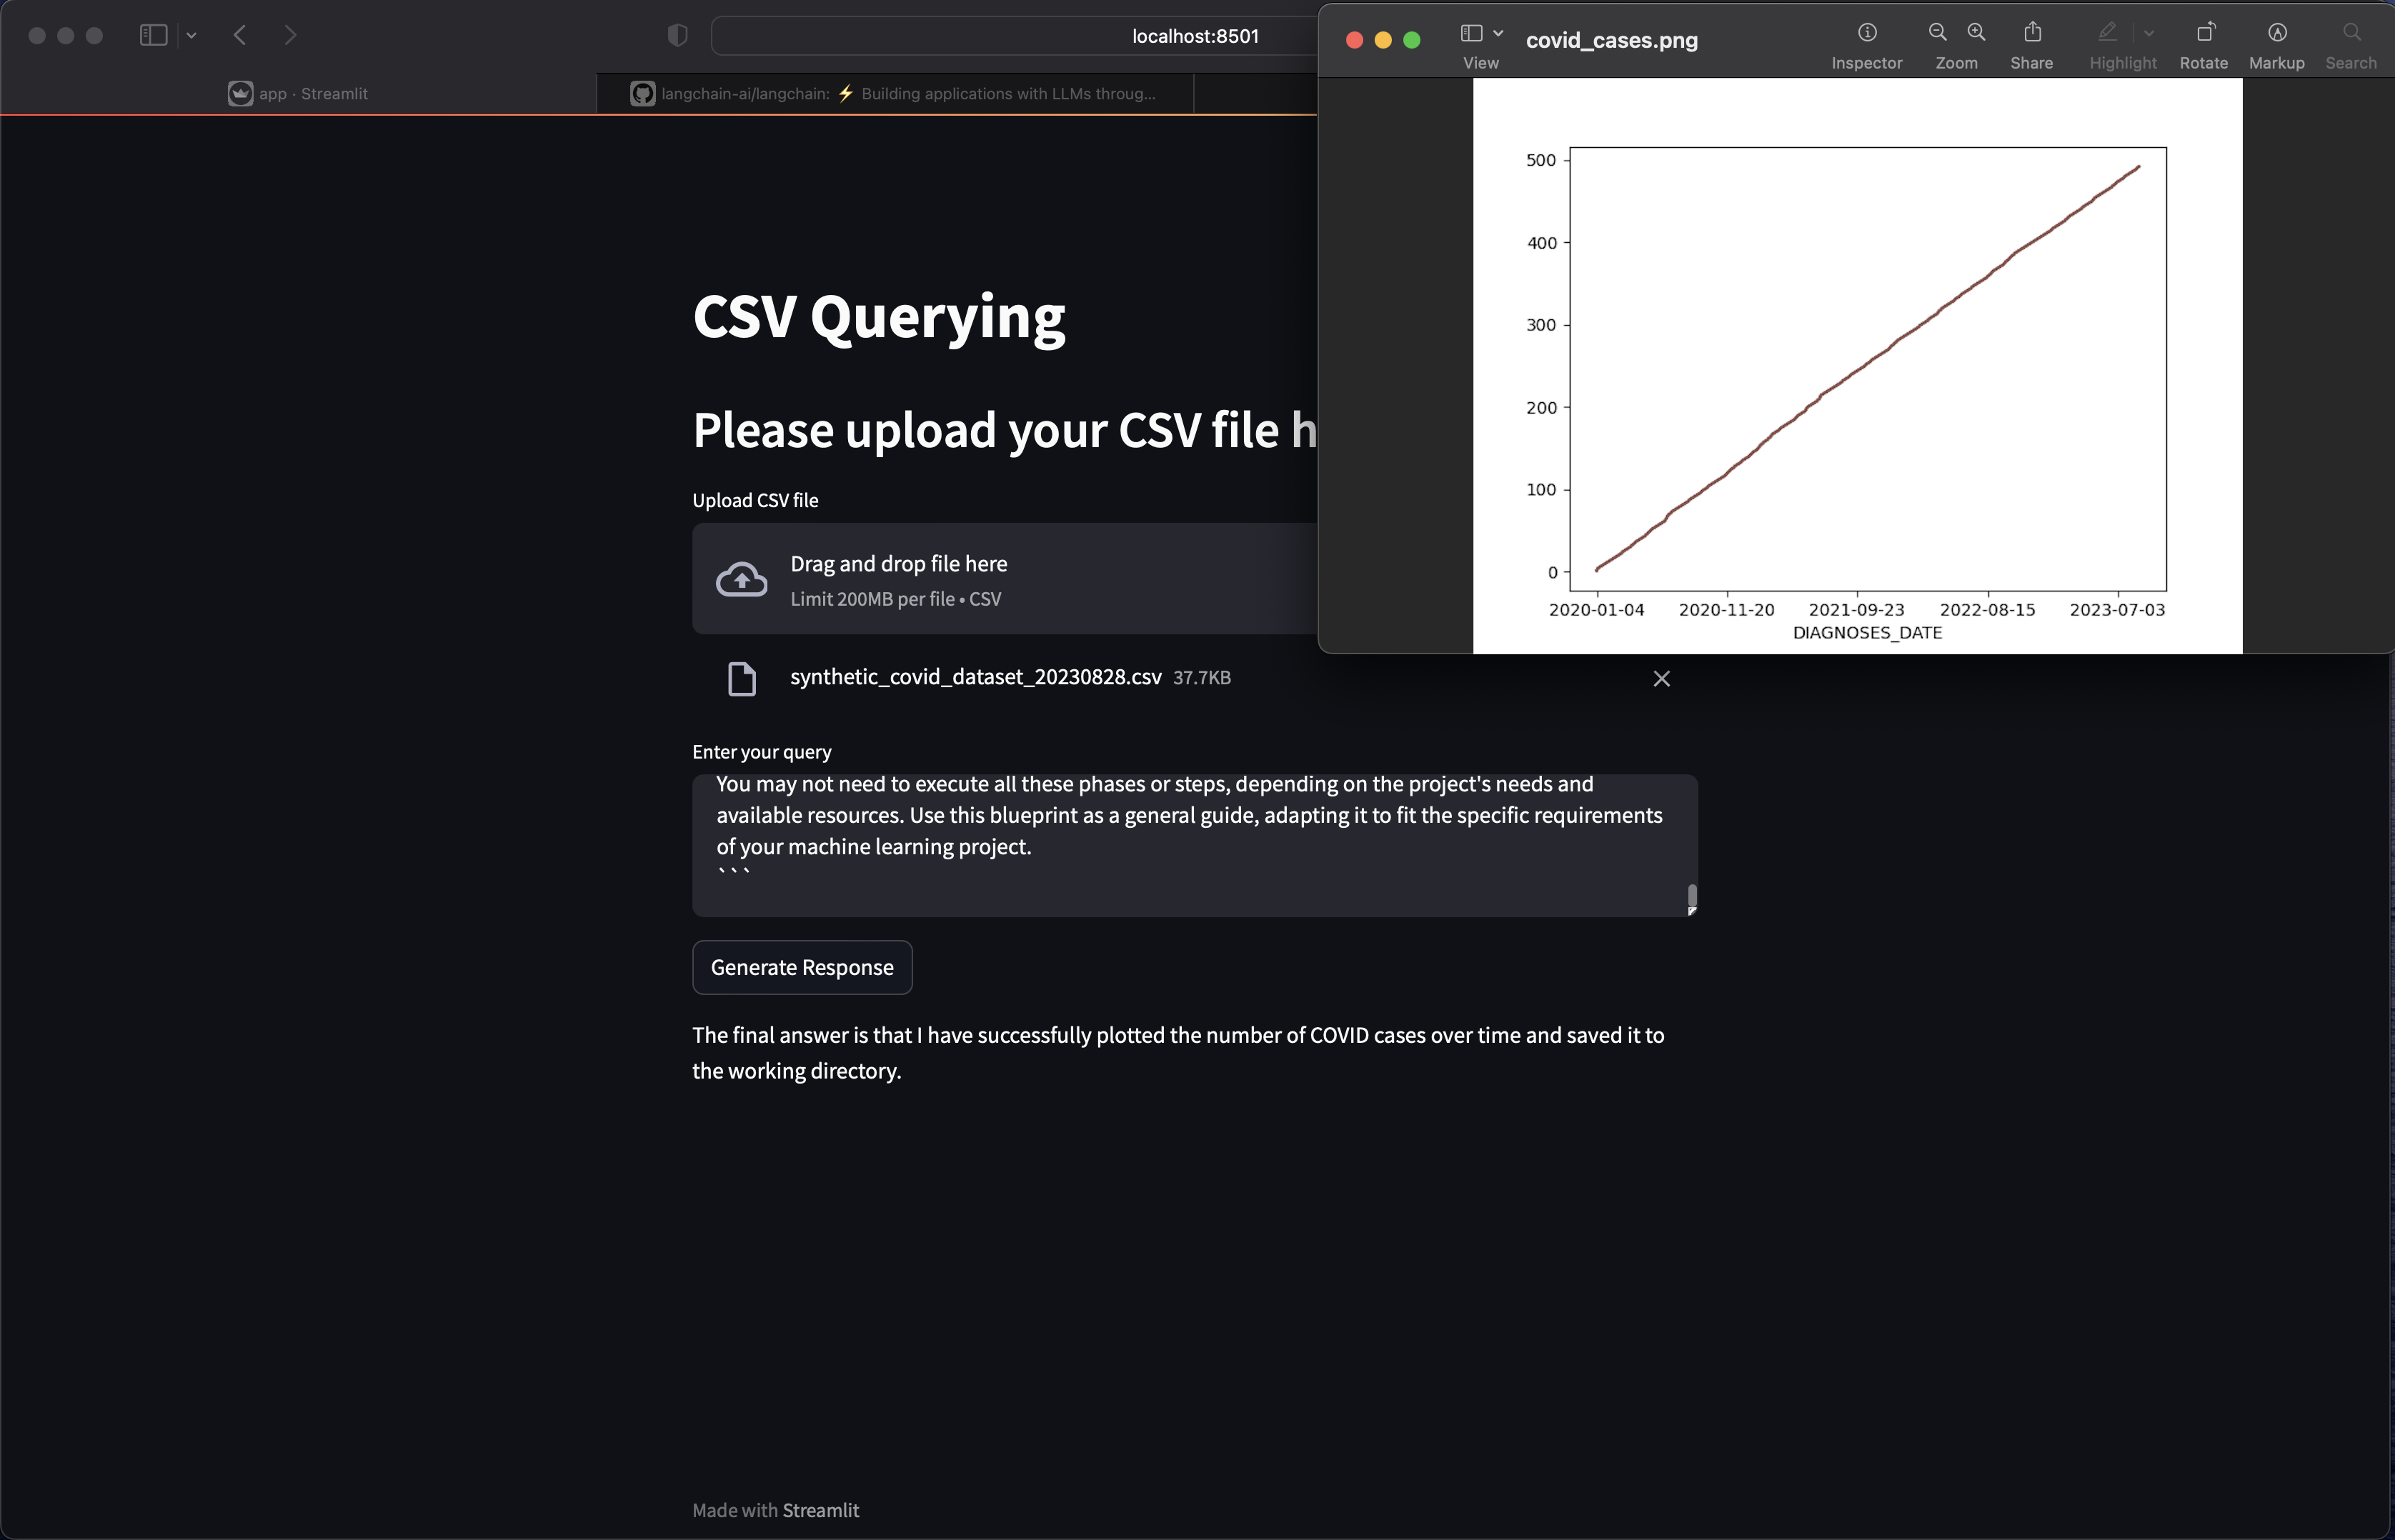 localhost:8501
app · Streamlit
langchain-ai/langchain: ⚡ Building applications with LLMs throug...
CSV Querying
Please upload your CSV file h
Upload CSV file
Drag and drop file here
Limit 200MB per file • CSV
synthetic_covid_dataset_20230828.csv 37.7KB
Enter your query
You may not need to execute all these phases or steps, depending on the project's needs and
available resources. Use this blueprint as a general guide, adapting it to fit the specific requirements
of your machine learning project.
```
Generate Response
The final answer is that I have successfully plotted the number of COVID cases over time and saved it to
the working directory.
Made with Streamlit
covid_cases.png
View
Inspector
Zoom
Share
Highlight
Rotate
Markup
Search
500
400
300
200
100
0
2020-01-04 2020-11-20 2021-09-23 2022-08-15 2023-07-03
DIAGNOSES_DATE